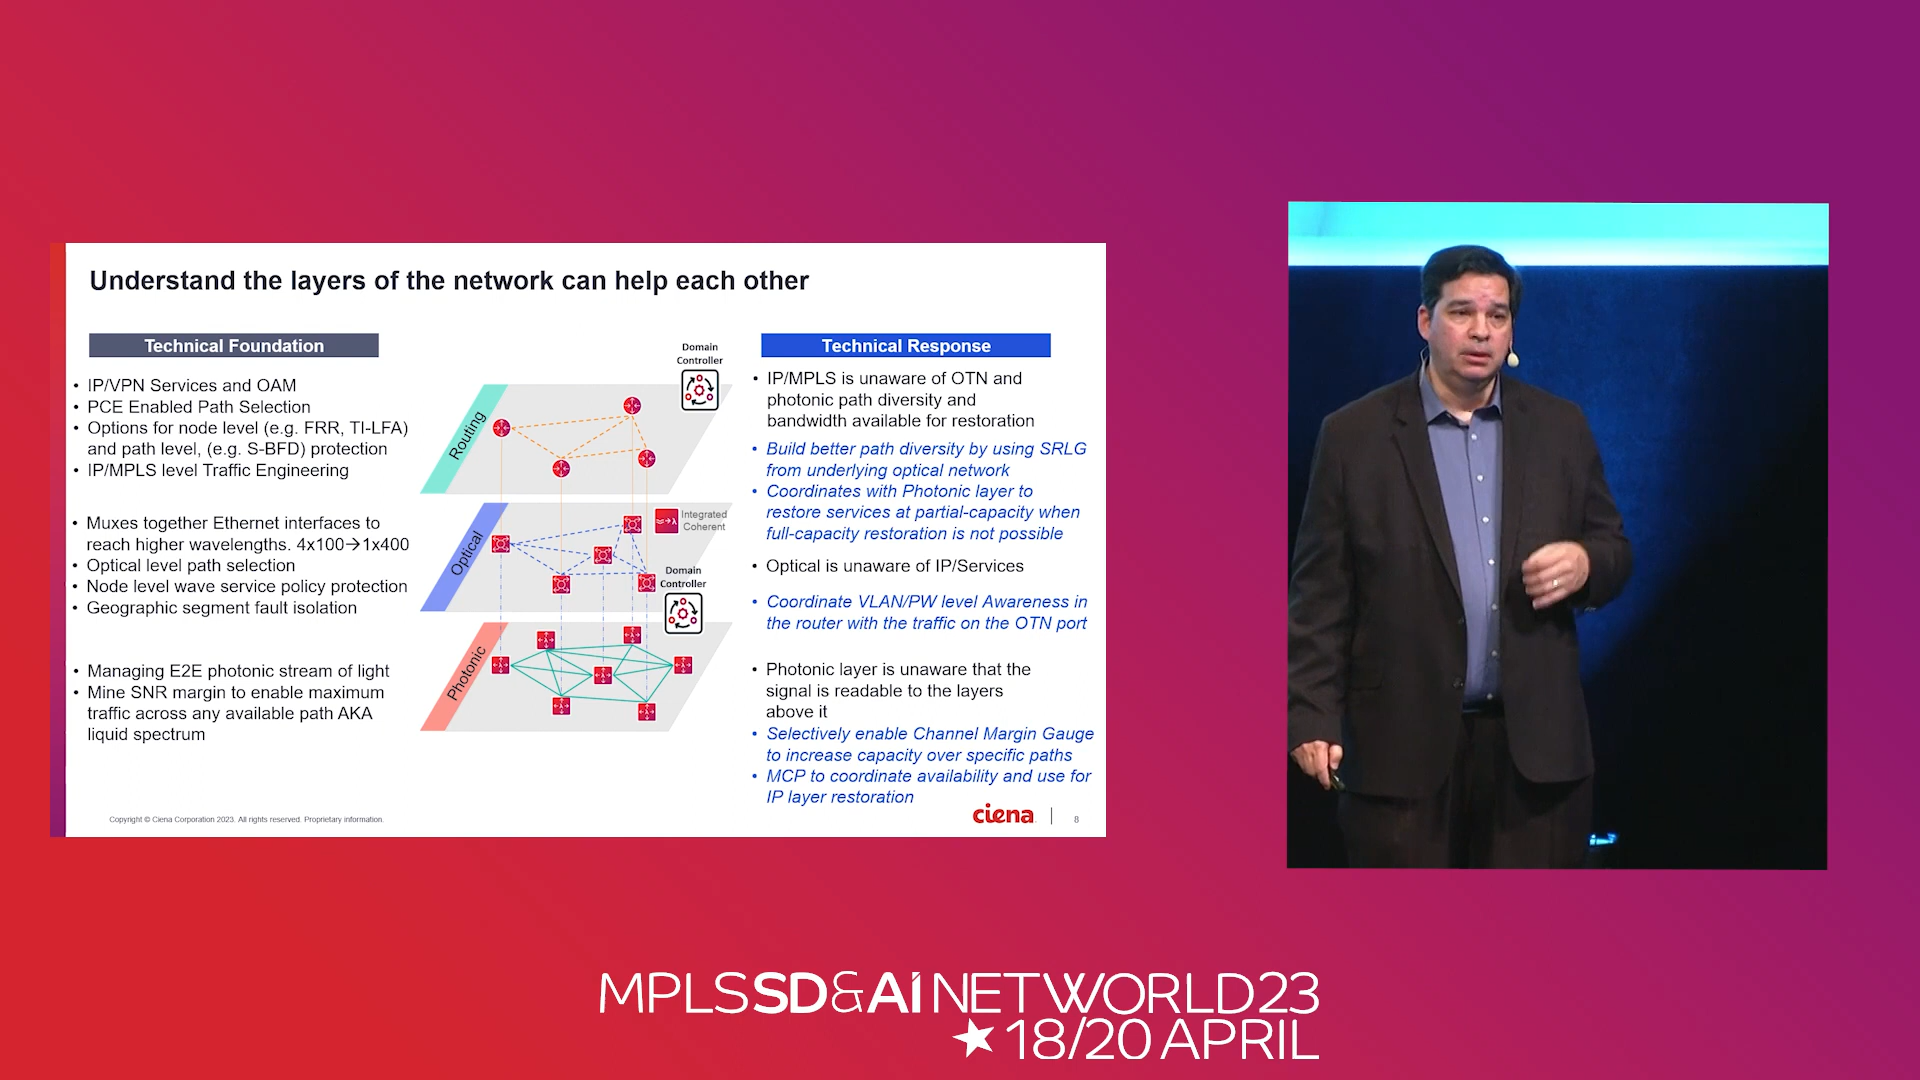 Understand the layers of the network can help each other
Technical Foundation
• IP/VPN Services and OAM
• PCE Enabled Path Selection
• Options for node level (e.g. FRR, TI-LFA)
and path level, (e.g. S-BFD) protection
• IP/MPLS level Traffic Engineering
• Muxes together Ethernet interfaces to
reach higher wavelengths. 4x100→1x400
• Optical level path selection
• Node level wave service policy protection
• Geographic segment fault isolation
• Managing E2E photonic stream of light
• Mine SNR margin to enable maximum
traffic across any available path AKA
liquid spectrum
Domain
Controller
Routing
Integrated
Coherent
Optical
Domain
Controller
Photonic
Technical Response
• IP/MPLS is unaware of OTN and
photonic path diversity and
bandwidth available for restoration
• Build better path diversity by using SRLG
from underlying optical network
• Coordinates with Photonic layer to
restore services at partial-capacity when
full-capacity restoration is not possible
• Optical is unaware of IP/Services
• Coordinate VLAN/PW level Awareness in
the router with the traffic on the OTN port
• Photonic layer is unaware that the
signal is readable to the layers
above it
• Selectively enable Channel Margin Gauge
to increase capacity over specific paths
• MCP to coordinate availability and use for
IP layer restoration
Copyright © Ciena Corporation 2023. All rights reserved. Proprietary information.
ciena
8
MPLS SD & AI NET WORLD 23
18/20 APRIL